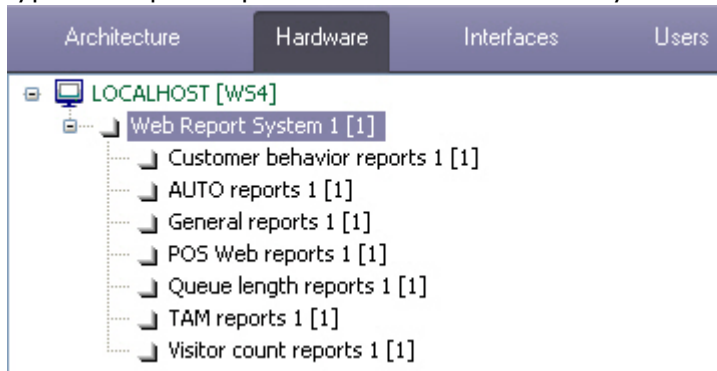 Architecture Hardware Interfaces Users
LOCALHOST [WS4]
Web Report System 1 [1]
Customer behavior reports 1 [1]
AUTO reports 1 [1]
General reports 1 [1]
POS Web reports 1 [1]
Queue length reports 1 [1]
TAM reports 1 [1]
Visitor count reports 1 [1]